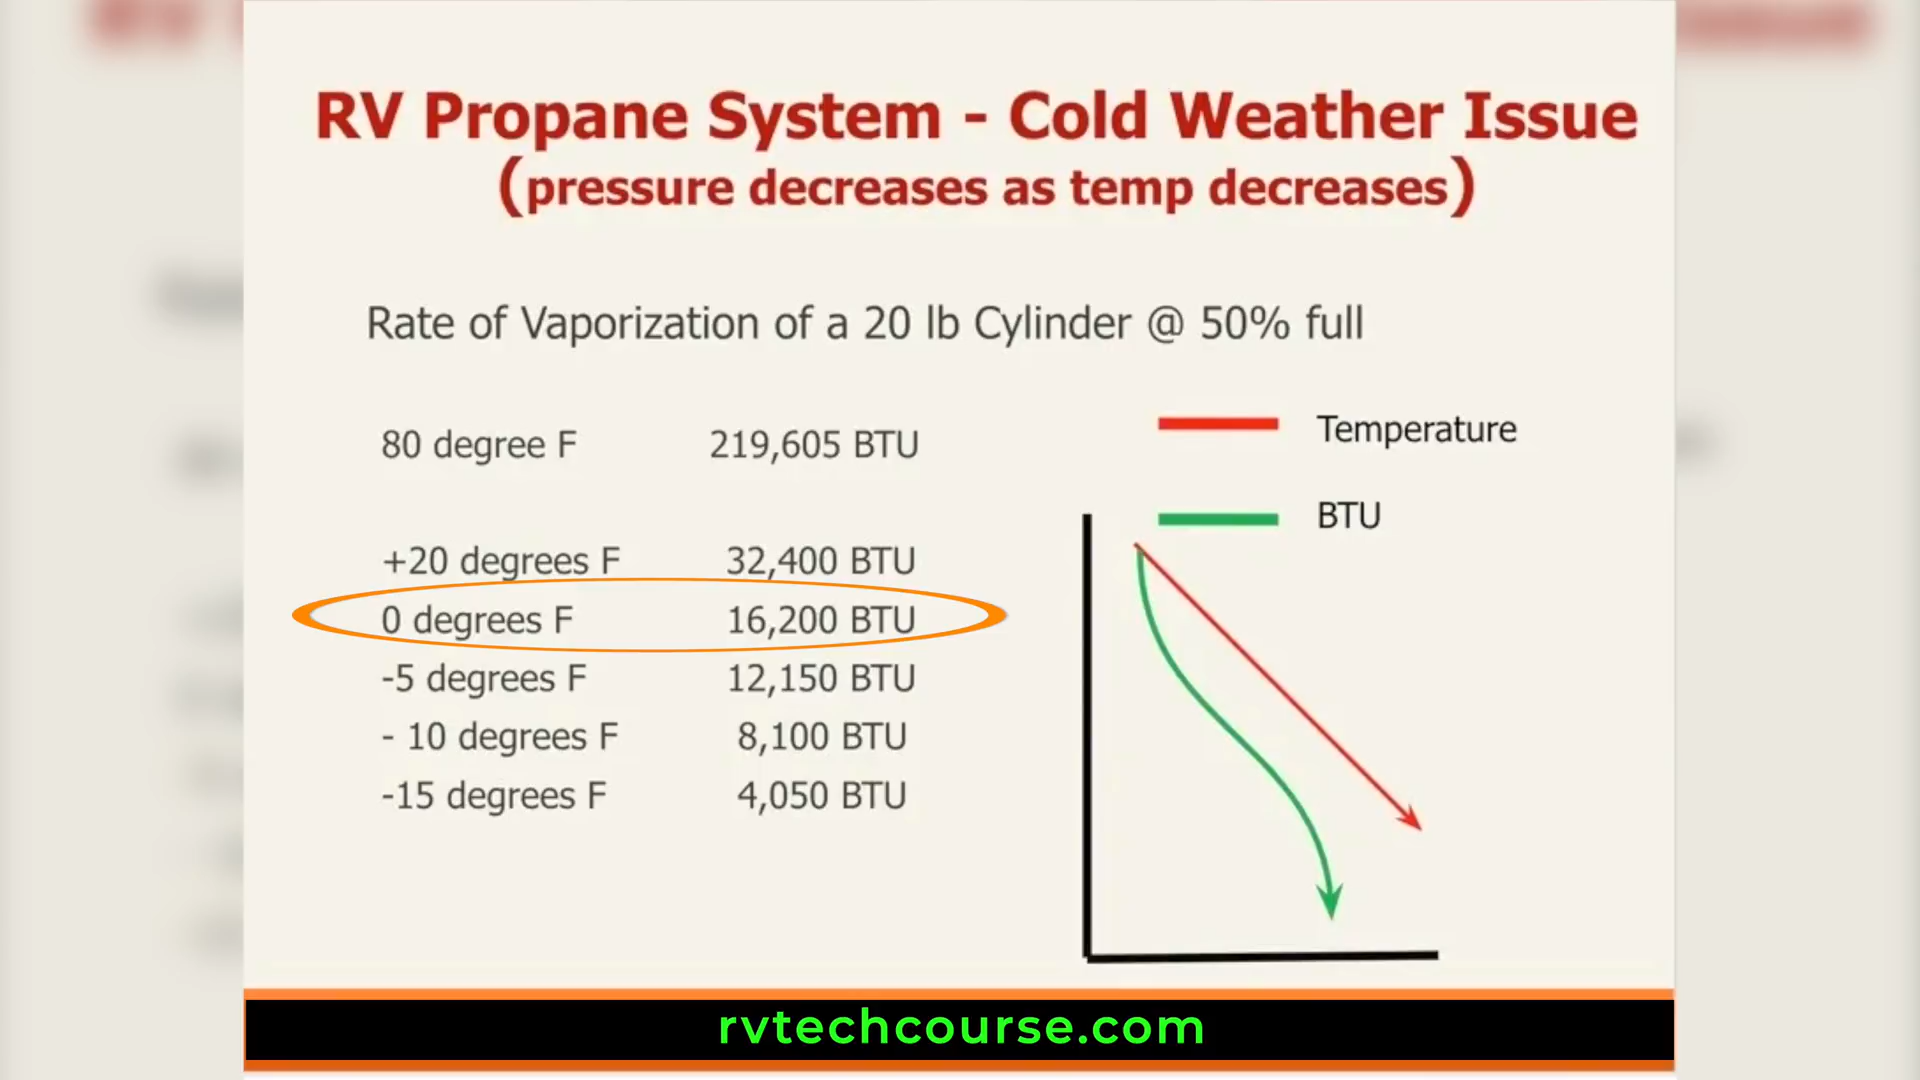 RV Propane System - Cold Weather Issue
(pressure decreases as temp decreases)
Rate of Vaporization of a 20 lb Cylinder @ 50% full
80 degree F 219,605 BTU
+20 degrees F 32,400 BTU
0 degrees F 16,200 BTU
-5 degrees F 12,150 BTU
- 10 degrees F 8,100 BTU
-15 degrees F 4,050 BTU
Temperature
BTU
rvtechcourse.com